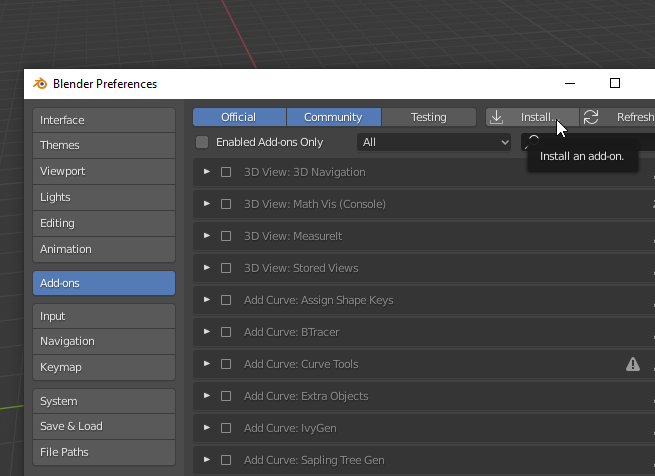 Blender Preferences
Interface
Themes
Viewport
Lights
Editing
Animation
Add-ons
Input
Navigation
Keymap
System
Save & Load
File Paths
Official Community Testing Install... Refresh
Enabled Add-ons Only All
Install an add-on.
3D View: 3D Navigation
3D View: Math Vis (Console)
3D View: MeasureIt
3D View: Stored Views
Add Curve: Assign Shape Keys
Add Curve: BTracer
Add Curve: Curve Tools
Add Curve: Extra Objects
Add Curve: IvyGen
Add Curve: Sapling Tree Gen